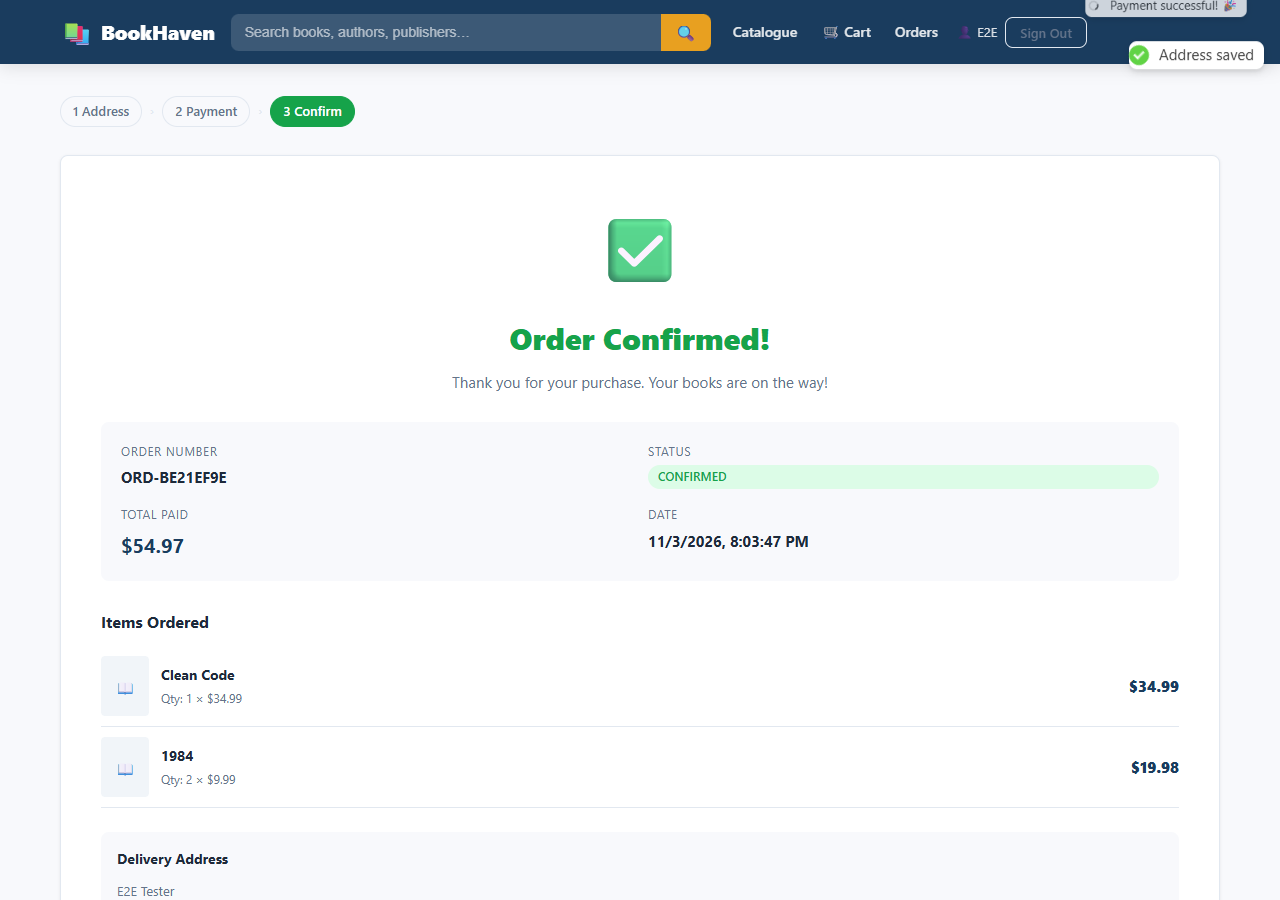 Payment successful!
BookHaven
Search books, authors, publishers...
Catalogue
Cart
Orders
E2E
Sign Out
Address saved
1 Address
2 Payment
3 Confirm
Order Confirmed!
Thank you for your purchase. Your books are on the way!
ORDER NUMBER
STATUS
ORD-BE21EF9E
CONFIRMED
TOTAL PAID
DATE
$54.97
11/3/2026, 8:03:47 PM
Items Ordered
Clean Code
Qty: 1 × $34.99
$34.99
1984
Qty: 2 × $9.99
$19.98
Delivery Address
E2E Tester